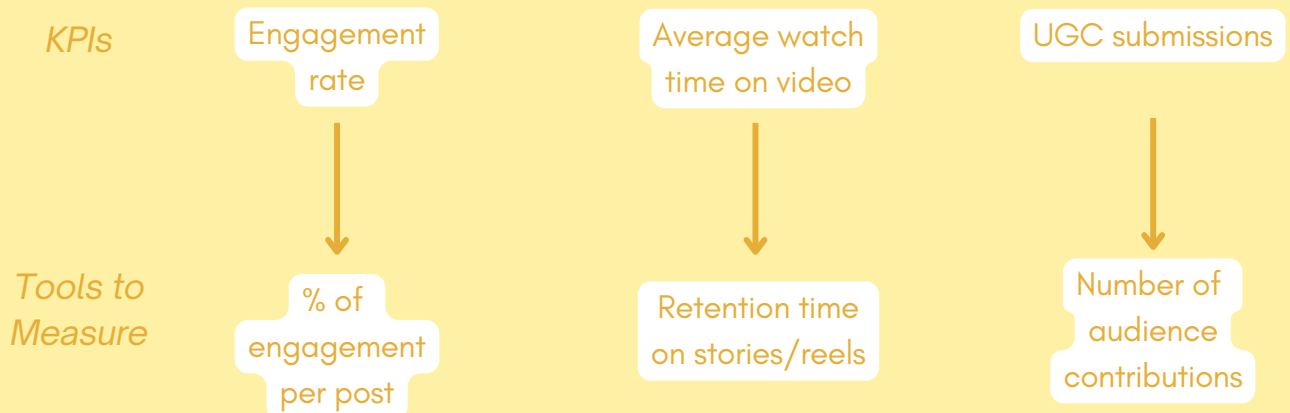 KPIs
Engagement
rate
Average watch
time on video
UGC submissions
Tools to
Measure
% of
engagement
per post
Retention time
on stories/reels
Number of
audience
contributions